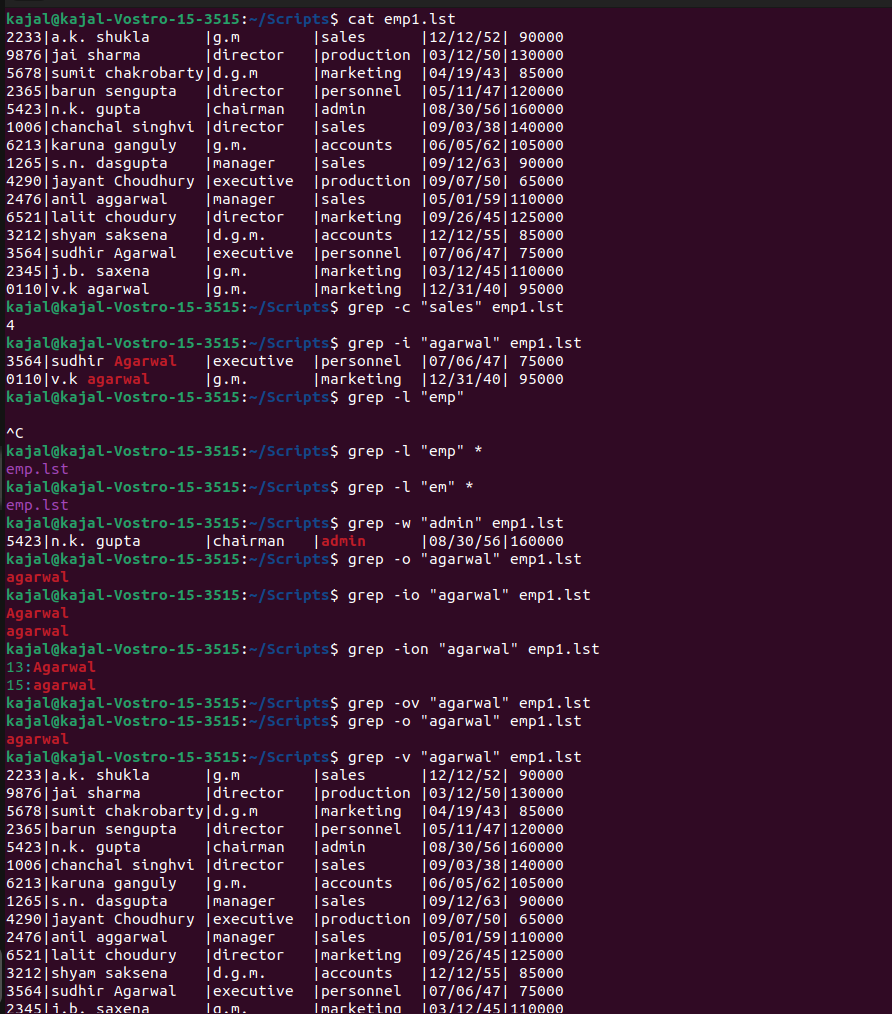 kajal@kajal-Vostro-15-3515:~/Scripts$ cat emp1.lst
2233|a.k. shukla      |g.m        |sales      |12/12/52| 90000
9876|jai sharma       |director   |production |03/12/50|130000
5678|sumit chakrobarty|d.g.m      |marketing  |04/19/43| 85000
2365|barun sengupta   |director   |personnel  |05/11/47|120000
5423|n.k. gupta       |chairman   |admin      |08/30/56|160000
1006|chanchal singhvi |director   |sales      |09/03/38|140000
6213|karuna ganguly   |g.m.       |accounts   |06/05/62|105000
1265|s.n. dasgupta    |manager    |sales      |09/12/63| 90000
4290|jayant Choudhury |executive  |production |09/07/50| 65000
2476|anil aggarwal    |manager    |sales      |05/01/59|110000
6521|lalit choudury   |director   |marketing  |09/26/45|125000
3212|shyam saksena    |d.g.m.     |accounts   |12/12/55| 85000
3564|sudhir Agarwal   |executive  |personnel  |07/06/47| 75000
2345|j.b. saxena      |g.m.       |marketing  |03/12/45|110000
0110|v.k agarwal      |g.m.       |marketing  |12/31/40| 95000
kajal@kajal-Vostro-15-3515:~/Scripts$ grep -c "sales" emp1.lst
4
kajal@kajal-Vostro-15-3515:~/Scripts$ grep -i "agarwal" emp1.lst
3564|sudhir Agarwal   |executive  |personnel  |07/06/47| 75000
0110|v.k agarwal      |g.m.       |marketing  |12/31/40| 95000
kajal@kajal-Vostro-15-3515:~/Scripts$ grep -l "emp"
^C
kajal@kajal-Vostro-15-3515:~/Scripts$ grep -l "emp" *
emp.lst
kajal@kajal-Vostro-15-3515:~/Scripts$ grep -l "em" *
emp.lst
kajal@kajal-Vostro-15-3515:~/Scripts$ grep -w "admin" emp1.lst
5423|n.k. gupta       |chairman   |admin      |08/30/56|160000
kajal@kajal-Vostro-15-3515:~/Scripts$ grep -o "agarwal" emp1.lst
agarwal
kajal@kajal-Vostro-15-3515:~/Scripts$ grep -io "agarwal" emp1.lst
Agarwal
agarwal
kajal@kajal-Vostro-15-3515:~/Scripts$ grep -ion "agarwal" emp1.lst
13:Agarwal
15:agarwal
kajal@kajal-Vostro-15-3515:~/Scripts$ grep -ov "agarwal" emp1.lst
kajal@kajal-Vostro-15-3515:~/Scripts$ grep -o "agarwal" emp1.lst
agarwal
kajal@kajal-Vostro-15-3515:~/Scripts$ grep -v "agarwal" emp1.lst
2233|a.k. shukla      |g.m        |sales      |12/12/52| 90000
9876|jai sharma       |director   |production |03/12/50|130000
5678|sumit chakrobarty|d.g.m      |marketing  |04/19/43| 85000
2365|barun sengupta   |director   |personnel  |05/11/47|120000
5423|n.k. gupta       |chairman   |admin      |08/30/56|160000
1006|chanchal singhvi |director   |sales      |09/03/38|140000
6213|karuna ganguly   |g.m.       |accounts   |06/05/62|105000
1265|s.n. dasgupta    |manager    |sales      |09/12/63| 90000
4290|jayant Choudhury |executive  |production |09/07/50| 65000
2476|anil aggarwal    |manager    |sales      |05/01/59|110000
6521|lalit choudury   |director   |marketing  |09/26/45|125000
3212|shyam saksena    |d.g.m.     |accounts   |12/12/55| 85000
3564|sudhir Agarwal   |executive  |personnel  |07/06/47| 75000
2345|j.b. saxena      |g.m.       |marketing  |03/12/45|110000